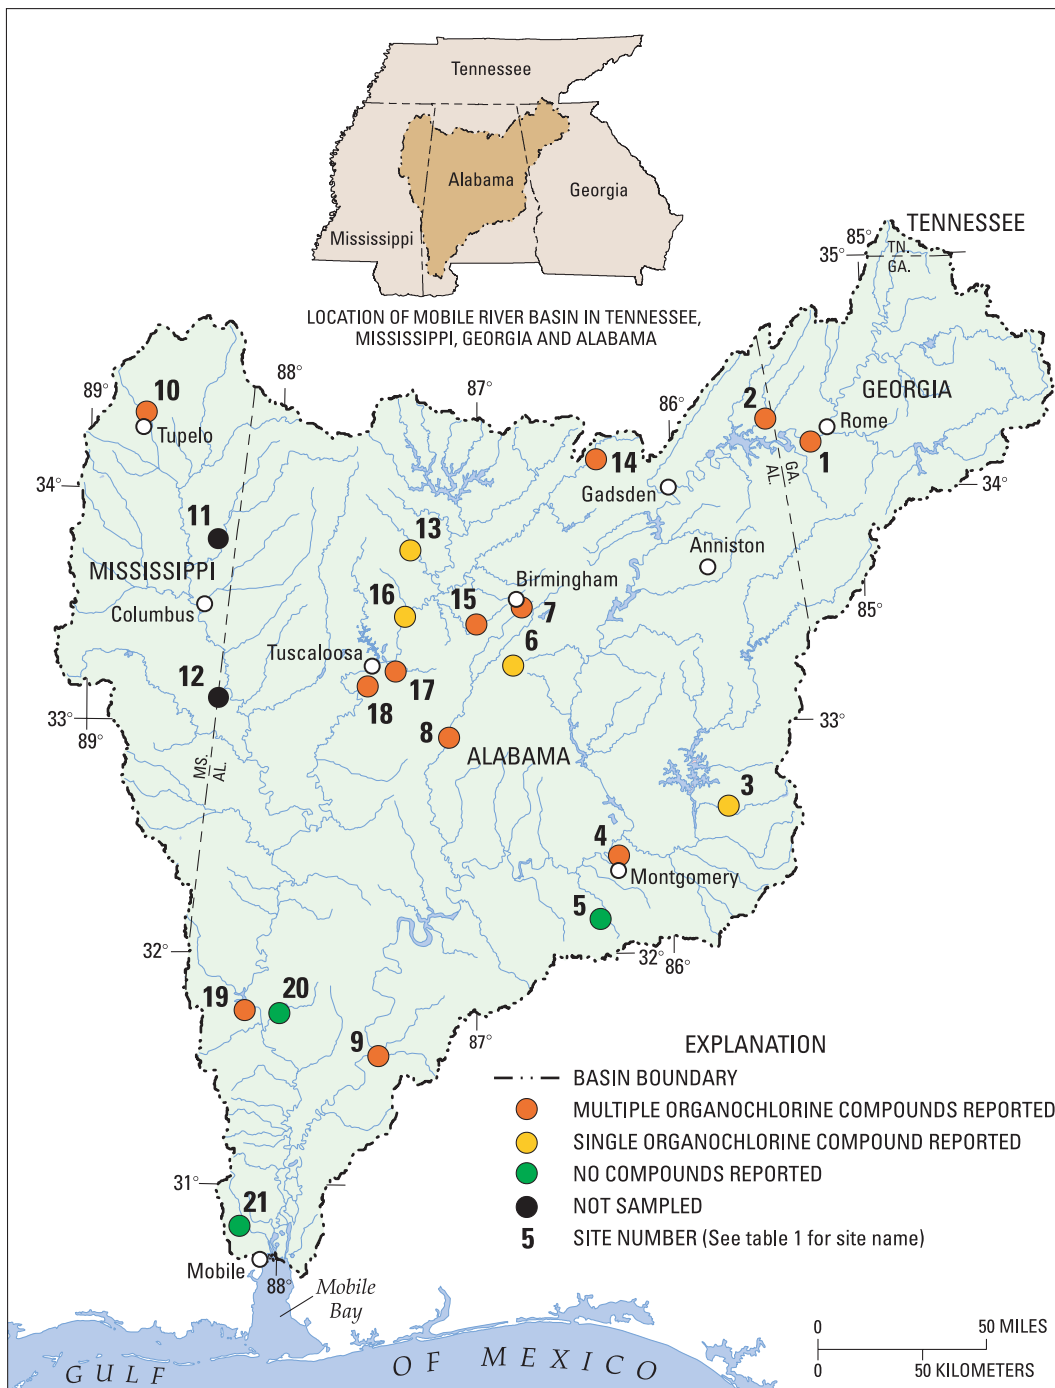 Tennessee
Alabama
Georgia
Mississippi
LOCATION OF MOBILE RIVER BASIN IN TENNESSEE,
MISSISSIPPI, GEORGIA AND ALABAMA
TENNESSEE
85°
35°
TN.
GA.
89°
88°
87°
86°
10
Tupelo
2
GEORGIA
Rome
1
14
Gadsden
GA.
AL.
34°
34°
11
13
Anniston
MISSISSIPPI
Birmingham
16
15
7
85°
Columbus
6
Tuscaloosa
12
17
18
33°
89°
8
ALABAMA
33°
MS.
AL.
3
4
Montgomery
5
32°
32°
86°
19
20
9
87°
31°
21
Mobile
88°
Mobile
Bay
GULF OF MEXICO
EXPLANATION
BASIN BOUNDARY
MULTIPLE ORGANOCHLORINE COMPOUNDS REPORTED
SINGLE ORGANOCHLORINE COMPOUND REPORTED
NO COMPOUNDS REPORTED
NOT SAMPLED
5 SITE NUMBER (See table 1 for site name)
0 50 MILES
0 50 KILOMETERS